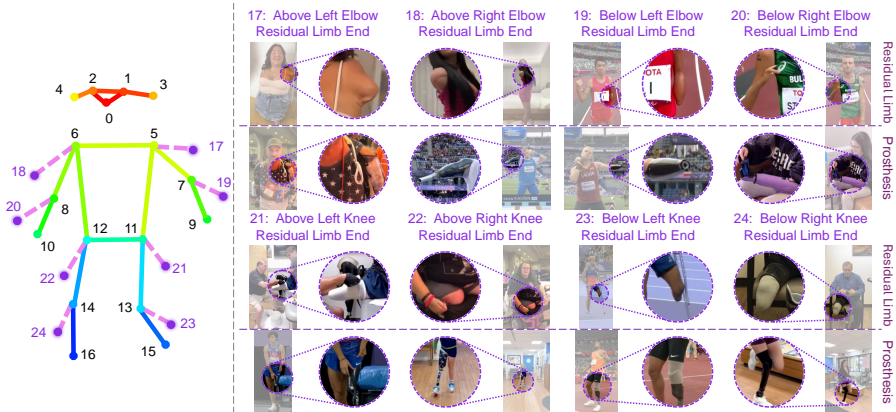 4
2
1
3
0
6
5
17
18
7
19
20
8
10
9
12
11
22
21
14
13
24
23
16
15
17: Above Left Elbow
Residual Limb End
18: Above Right Elbow
Residual Limb End
19: Below Left Elbow
Residual Limb End
20: Below Right Elbow
Residual Limb End
Residual Limb
OTA
I
BUL
TO
ST
Prosthesis
21: Above Left Knee
Residual Limb End
22: Above Right Knee
Residual Limb End
23: Below Left Knee
Residual Limb End
24: Below Right Knee
Residual Limb End
Residual Limb
Prosthesis